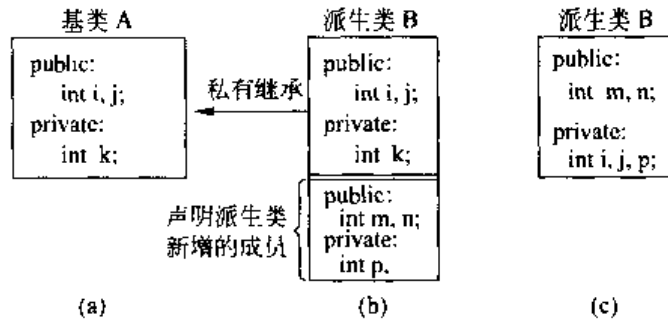 基类 A
public:
int i, j;
private:
int k;
(a)
私有继承
派生类 B
public:
int i, j;
private:
int k;
声明派生类
新增的成员
public:
int m, n;
private:
int p,
(b)
派生类 B
public:
int m, n;
private:
int i, j, p;
(c)